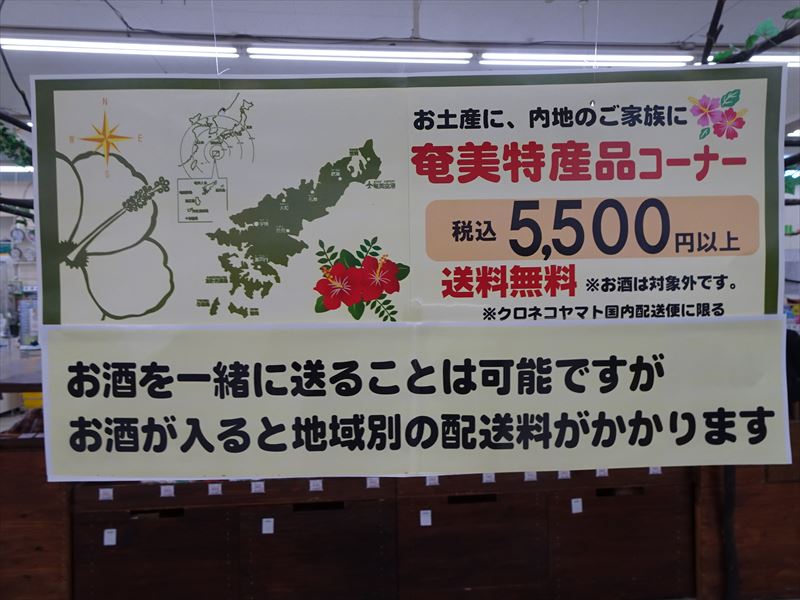 お土産に、内地のご家族に
奄美特産品コーナー
税込 5,500円以上
送料無料 ※お酒は対象外です。
※クロネコヤマト国内配送便に限る
N
W E
S
お酒を一緒に送ることは可能ですが
お酒が入ると地域別の配送料がかかります